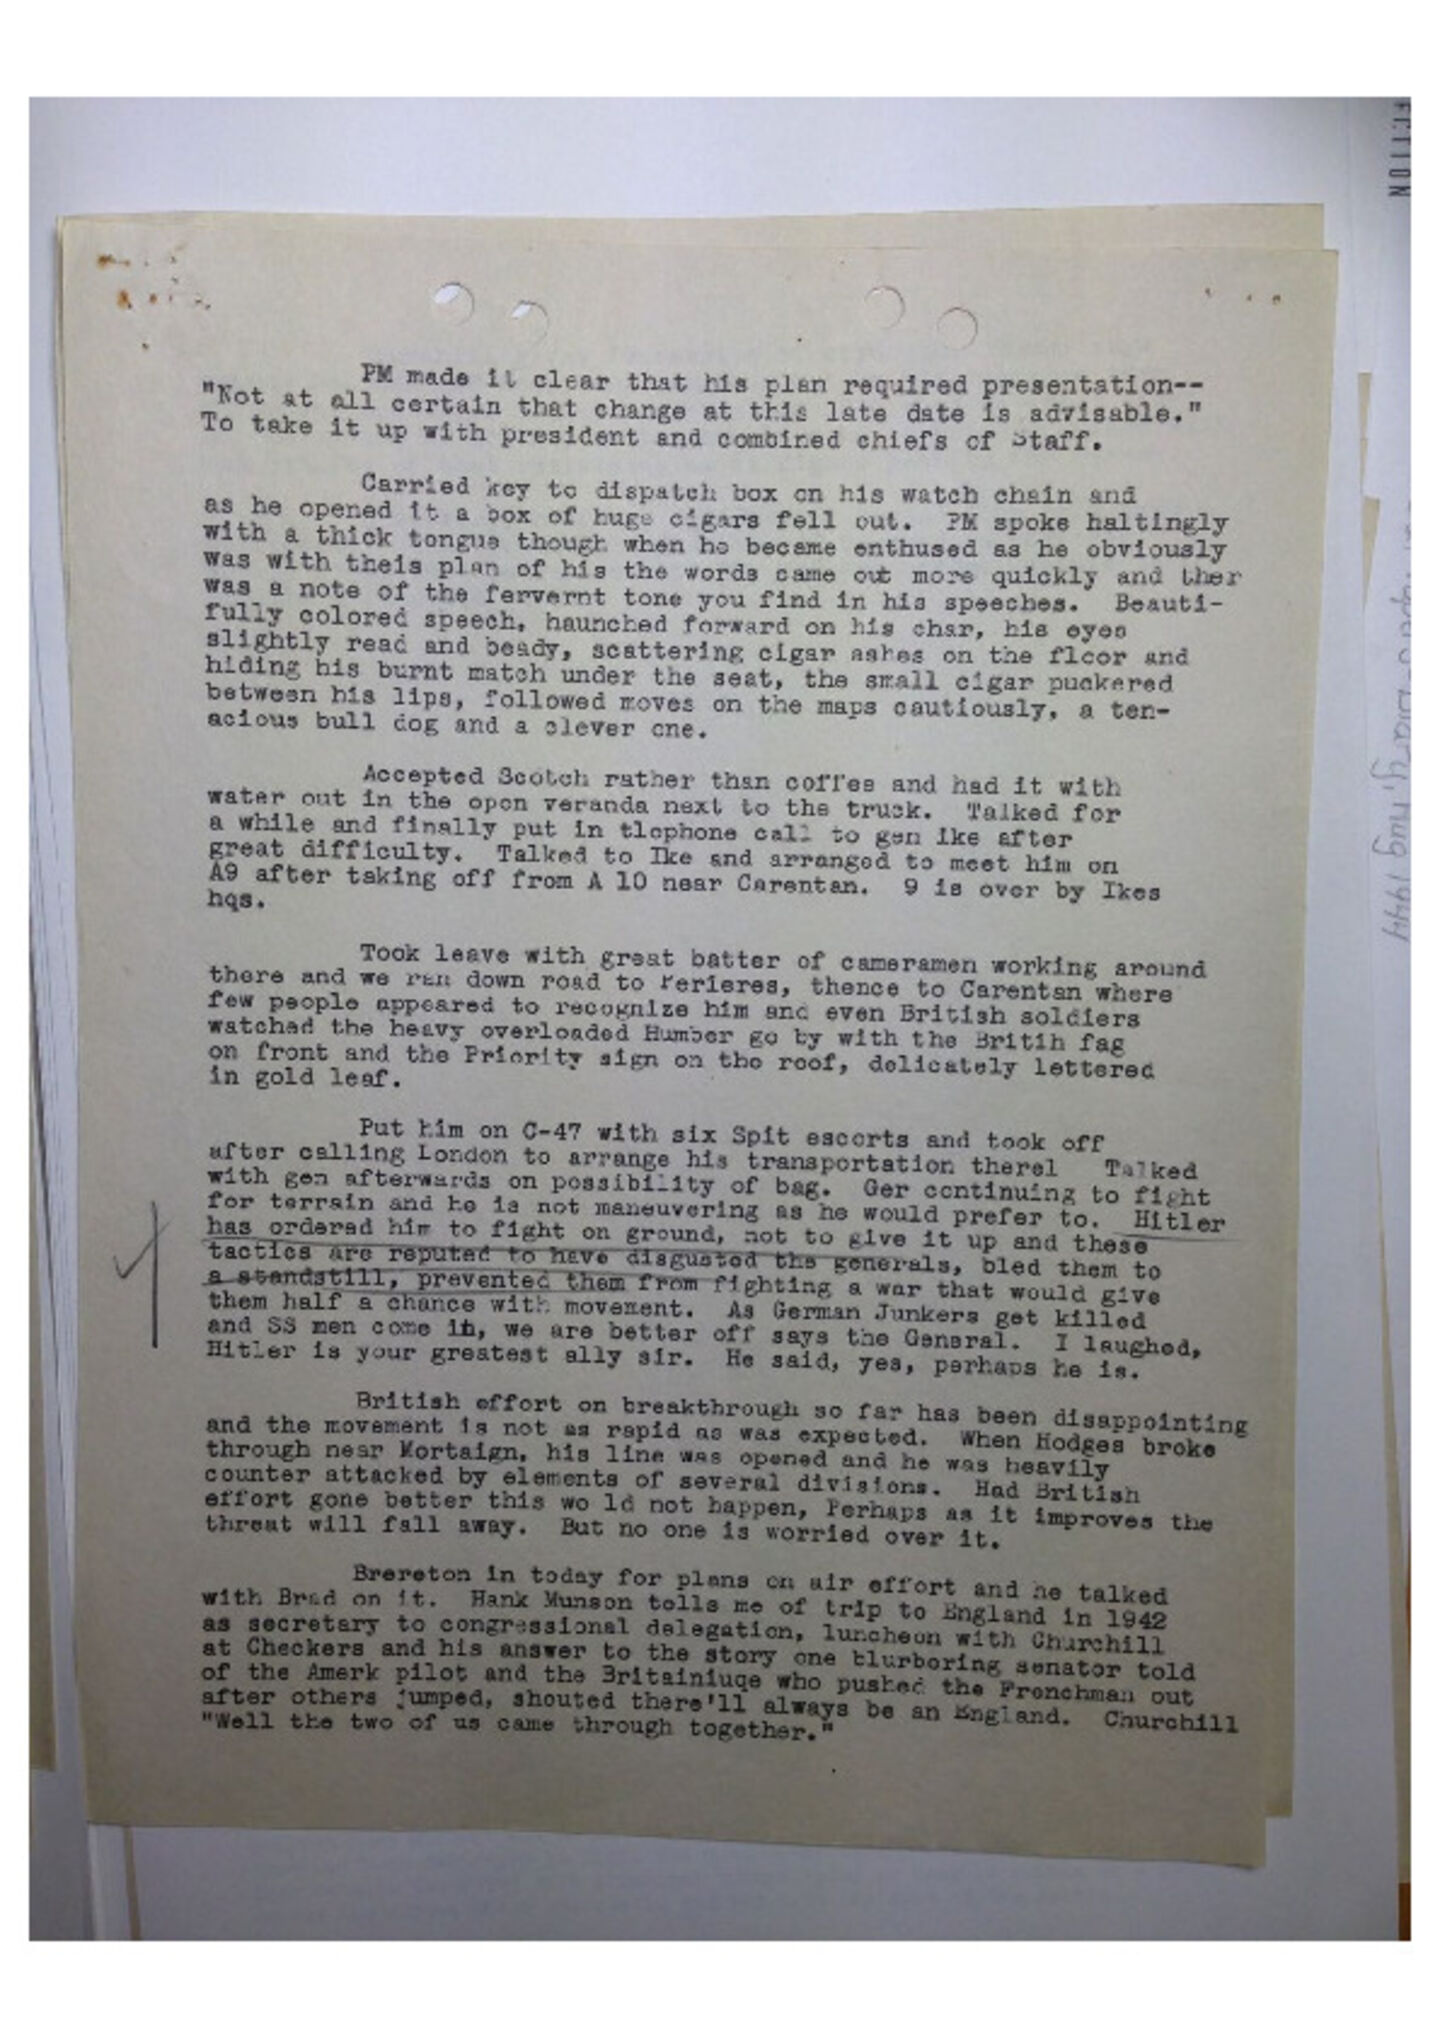 ECTION
PM made it clear that his plan required presentation--
"Not at all certain that change at this late date is advisable."
To take it up with president and combined chiefs of Staff.
Carried key to dispatch box on his watch chain and
as he opened it a box of huge cigars fell out. PM spoke haltingly
with a thick tongue though when he became enthused as he obviously
was with theis plan of his the words came out more quickly and ther
was a note of the fervernt tone you find in his speeches. Beauti-
fully colored speech, haunched forward on his char, his eyes
slightly read and beady, scattering cigar ashes on the floor and
hiding his burnt match under the seat, the small cigar puckered
between his lips, followed moves on the maps cautiously, a ten-
acious bull dog and a clever one.
Accepted Scotch rather than coffee and had it with
water out in the open veranda next to the truck. Talked for
a while and finally put in tlephone call to gen Ike after
great difficulty. Talked to Ike and arranged to meet him on
A9 after taking off from A 10 near Carentan. 9 is over by Ikes
hqs.
Took leave with great batter of cameramen working around
there and we ran down road to Perieres, thence to Carentan where
few people appeared to recognize him and even British soldiers
watched the heavy overloaded Humber go by with the Britih fag
on front and the Priority sign on the roof, delicately lettered
in gold leaf.
Put him on C-47 with six Spit escorts and took off
after calling London to arrange his transportation therel Talked
with gen afterwards on possibility of bag. Ger continuing to fight
for terrain and he is not maneuvering as he would prefer to. Hitler
has ordered him to fight on ground, not to give it up and these
tactics are reputed to have disgusted the generals, bled them to
a standstill, prevented them from fighting a war that would give
them half a chance with movement. As German Junkers get killed
and SS men come in, we are better off says the General. I laughed,
Hitler is your greatest ally sir. He said, yes, perhaps he is.
British effort on breakthrough so far has been disappointing
and the movement is not as rapid as was expected. When Hodges broke
through near Mortaign, his line was opened and he was heavily
counter attacked by elements of several divisions. Had British
effort gone better this wo ld not happen, Perhaps as it improves the
threat will fall away. But no one is worried over it.
Brereton in today for plans on air effort and he talked
with Brad on it. Hank Munson tells me of trip to England in 1942
as secretary to congressional delegation, luncheon with Churchill
at Checkers and his answer to the story one blurboring senator told
of the Amerk pilot and the Britainiuqe who pushed the Frenchman out
after others jumped, shouted there'll always be an England. Churchill
"Well the two of us came through together."
Diary, Aug 1944